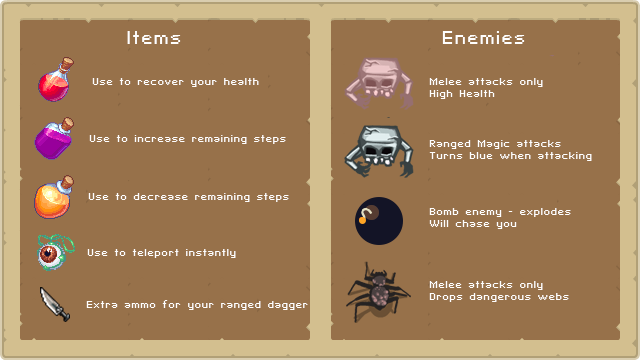 Items
Use to recover your health
Use to increase remaining steps
Use to decrease remaining steps
Use to teleport instantly
Extra ammo for your ranged dagger
Enemies
Melee attacks only
High Health
Ranged Magic attacks
Turns blue when attacking
Bomb enemy - explodes
Will chase you
Melee attacks only
Drops dangerous webs